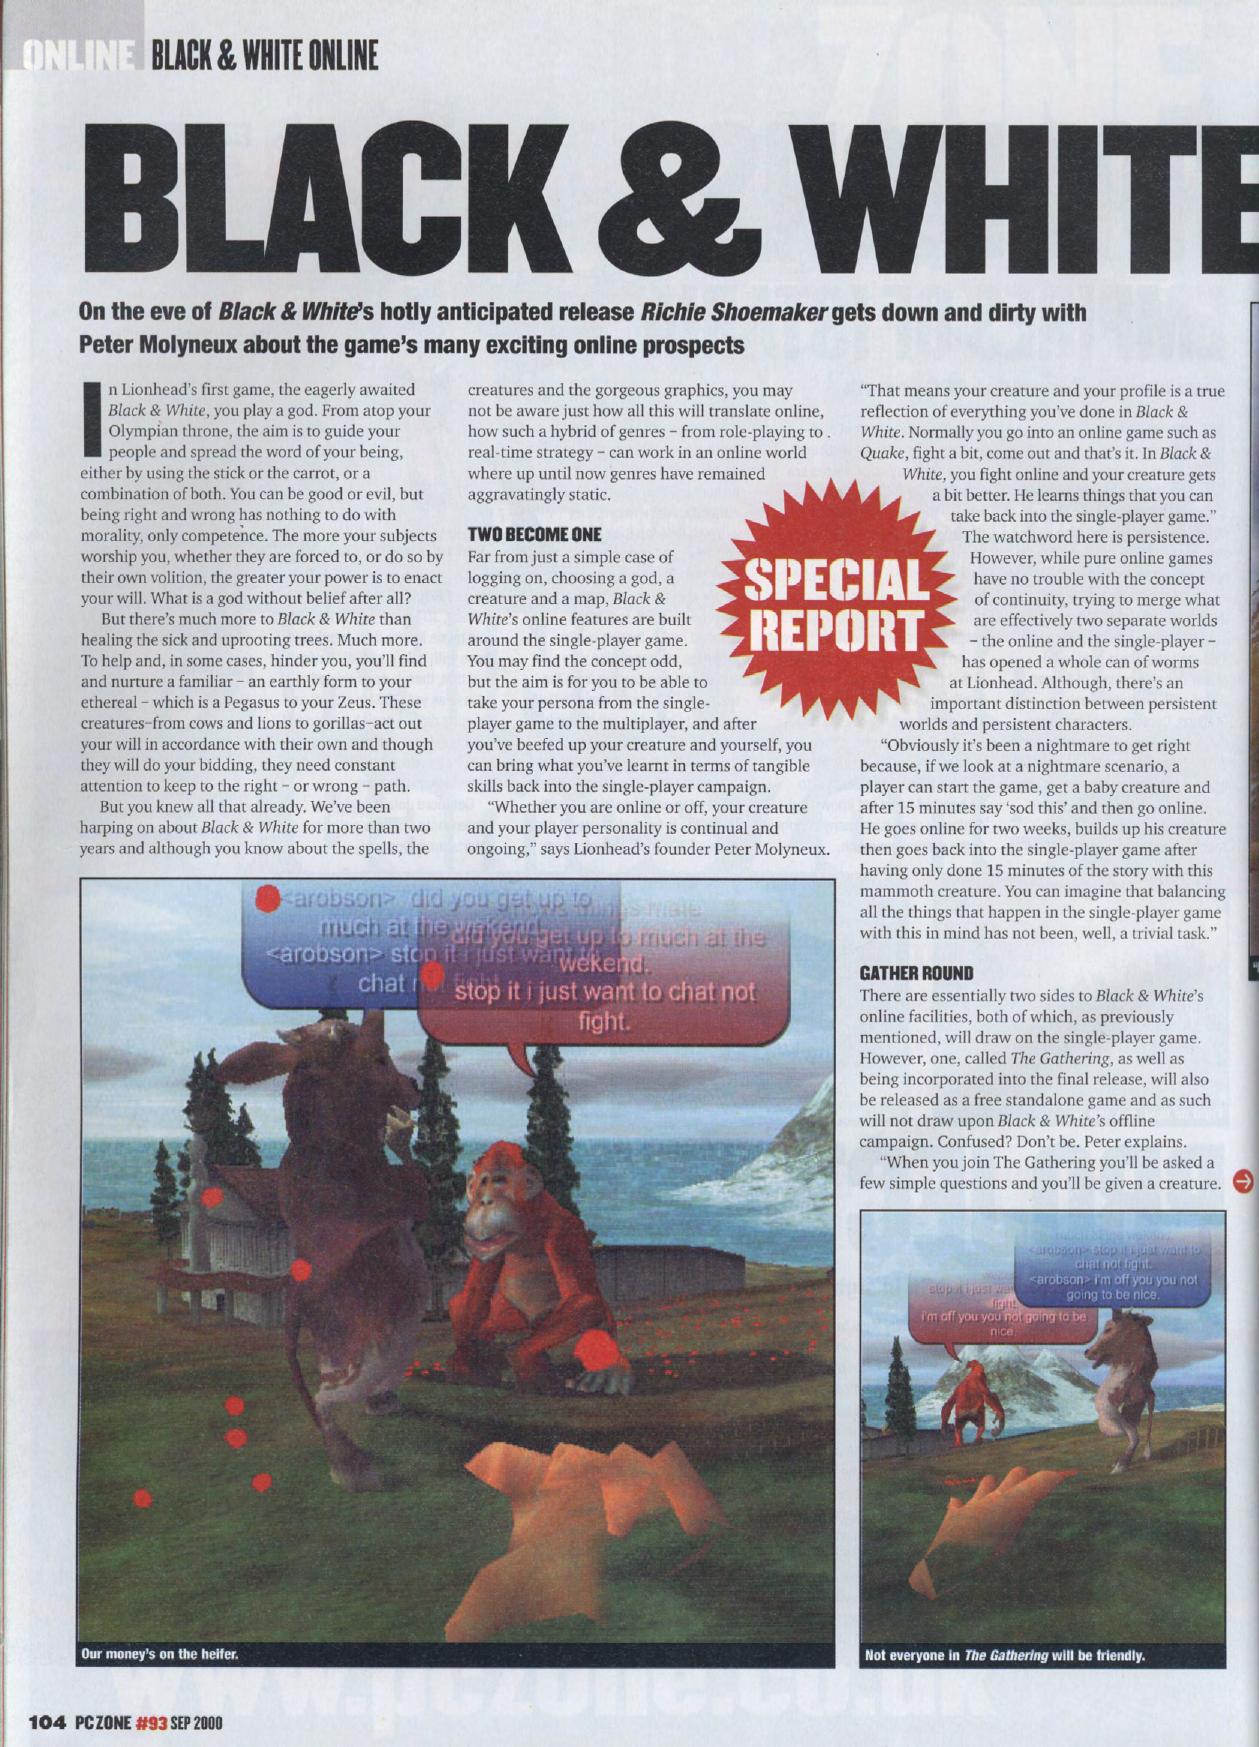 ONLINE BLACK & WHITE ONLINE
BLACK & WHITE
On the eve of Black & White's hotly anticipated release Richie Shoemaker gets down and dirty with
Peter Molyneux about the game's many exciting online prospects
In Lionhead's first game, the eagerly awaited
Black & White, you play a god. From atop your
Olympian throne, the aim is to guide your
people and spread the word of your being,
either by using the stick or the carrot, or a
combination of both. You can be good or evil, but
being right and wrong has nothing to do with
morality, only competence. The more your subjects
worship you, whether they are forced to, or do so by
their own volition, the greater your power is to enact
your will. What is a god without belief after all?
But there's much more to Black & White than
healing the sick and uprooting trees. Much more.
To help and, in some cases, hinder you, you'll find
and nurture a familiar – an earthly form to your
ethereal – which is a Pegasus to your Zeus. These
creatures–from cows and lions to gorillas–act out
your will in accordance with their own and though
they will do your bidding, they need constant
attention to keep to the right – or wrong – path.
But you knew all that already. We've been
harping on about Black & White for more than two
years and although you know about the spells, the
creatures and the gorgeous graphics, you may
not be aware just how all this will translate online,
how such a hybrid of genres – from role-playing to
real-time strategy – can work in an online world
where up until now genres have remained
aggravatingly static.
TWO BECOME ONE
Far from just a simple case of
logging on, choosing a god, a
creature and a map, Black &
White's online features are built
around the single-player game.
You may find the concept odd,
but the aim is for you to be able to
take your persona from the single-
player game to the multiplayer, and after
you've beefed up your creature and yourself, you
can bring what you've learnt in terms of tangible
skills back into the single-player campaign.
"Whether you are online or off, your creature
and your player personality is continual and
ongoing," says Lionhead's founder Peter Molyneux.
"That means your creature and your profile is a true
reflection of everything you've done in Black &
White. Normally you go into an online game such as
Quake, fight a bit, come out and that's it. In Black &
White, you fight online and your creature gets
a bit better. He learns things that you can
take back into the single-player game."
The watchword here is persistence.
However, while pure online games
have no trouble with the concept
of continuity, trying to merge what
are effectively two separate worlds
– the online and the single-player –
has opened a whole can of worms
at Lionhead. Although, there's an
important distinction between persistent
worlds and persistent characters.
"Obviously it's been a nightmare to get right
because, if we look at a nightmare scenario, a
player can start the game, get a baby creature and
after 15 minutes say 'sod this' and then go online.
He goes online for two weeks, builds up his creature
then goes back into the single-player game after
having only done 15 minutes of the story with this
mammoth creature. You can imagine that balancing
all the things that happen in the single-player game
with this in mind has not been, well, a trivial task."
GATHER ROUND
There are essentially two sides to Black & White's
online facilities, both of which, as previously
mentioned, will draw on the single-player game.
However, one, called The Gathering, as well as
being incorporated into the final release, will also
be released as a free standalone game and as such
will not draw upon Black & White's offline
campaign. Confused? Don't be. Peter explains.
"When you join The Gathering you'll be asked a
few simple questions and you'll be given a creature.
SPECIAL
REPORT
<arobson> did you get up to
much at the wekend.
<arobson> stop it i just want to
chat not fight
did you get up to much at the
wekend.
stop it i just want to chat not
fight.
Our money's on the heifer.
<arobson> stop it i just want to
chat not fight.
<arobson> i'm off you you not
going to be nice.
stop it i just
fight.
i'm off you you not going to be
nice.
Not everyone in The Gathering will be friendly.
104 PCZONE #93 SEP 2000